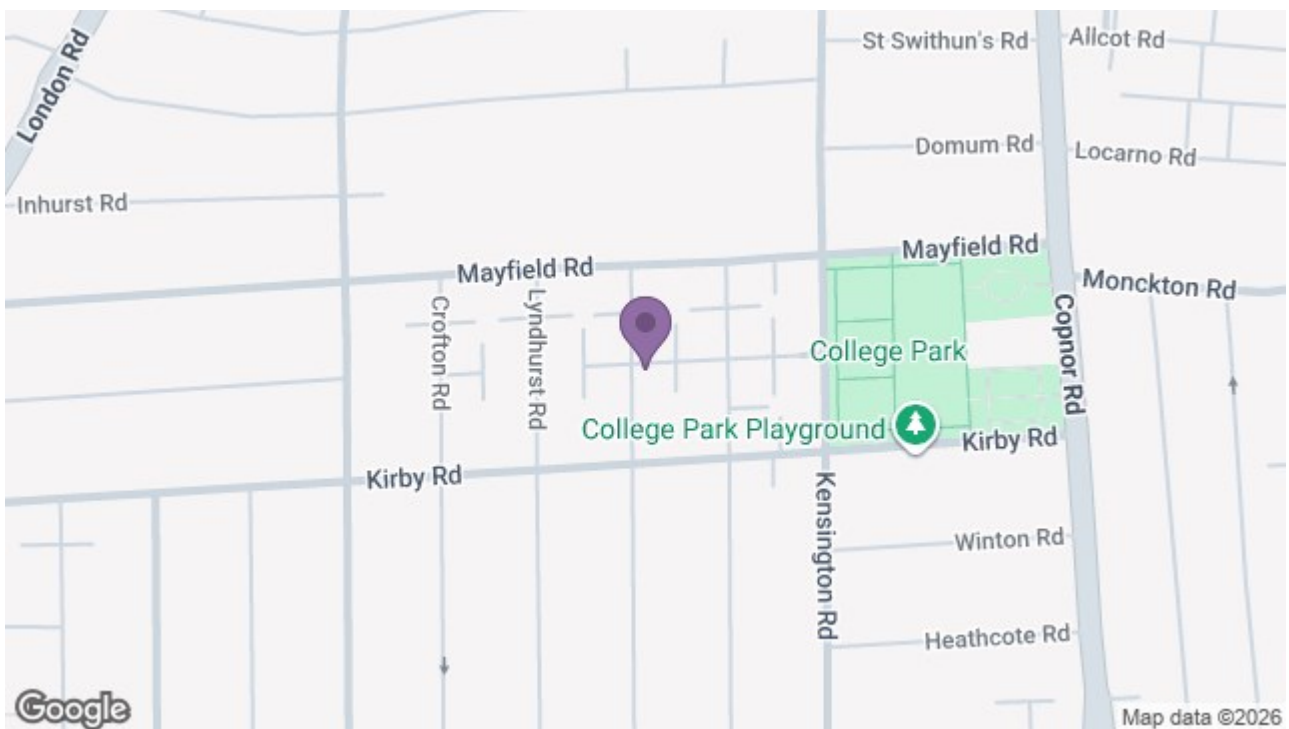 St Swithun's Rd
Allcot Rd
London Rd
Domum Rd
Locarno Rd
Inhurst Rd
Mayfield Rd
Mayfield Rd
Monckton Rd
Crofton Rd
Lyndhurst Rd
College Park
Copnor Rd
College Park Playground
Kirby Rd
Kirby Rd
Kensington Rd
Winton Rd
Heathcote Rd
Google
Map data ©2026